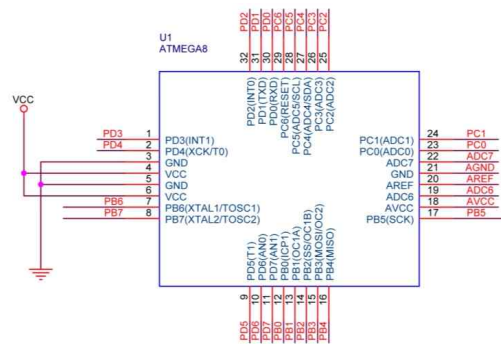 PD2 PD1 PD0 PC6 PC5 PC4 PC3 PC2
U1
ATMEGA8
32 31 30 29 28 27 26 25
PD2(INT0) PD1(TXD) PD0(RXD) PC6(RESET) PC5(ADC5/SCL) PC4(ADC4/SDA) PC3(ADC3) PC2(ADC2)
VCC
PD3 1 PD3(INT1) PC1(ADC1) 24 PC1
PD4 2 PD4(XCK/T0) PC0(ADC0) 23 PC0
3 GND ADC7 22 ADC7
4 VCC GND 21 AGND
5 GND AREF 20 AREF
6 VCC ADC6 19 ADC6
PB6 7 PB6(XTAL1/TOSC1) AVCC 18 AVCC
PB7 8 PB7(XTAL2/TOSC2) PB5(SCK) 17 PB5
PD5(T1) PD6(AN0) PD7(AN1) PB0(ICP1) PB1(OC1A) PB2(SS/OC1B) PB3(MOSI/OC2) PB4(MISO)
9 10 11 12 13 14 15 16
PD5 PD6 PD7 PB0 PB1 PB2 PB3 PB4